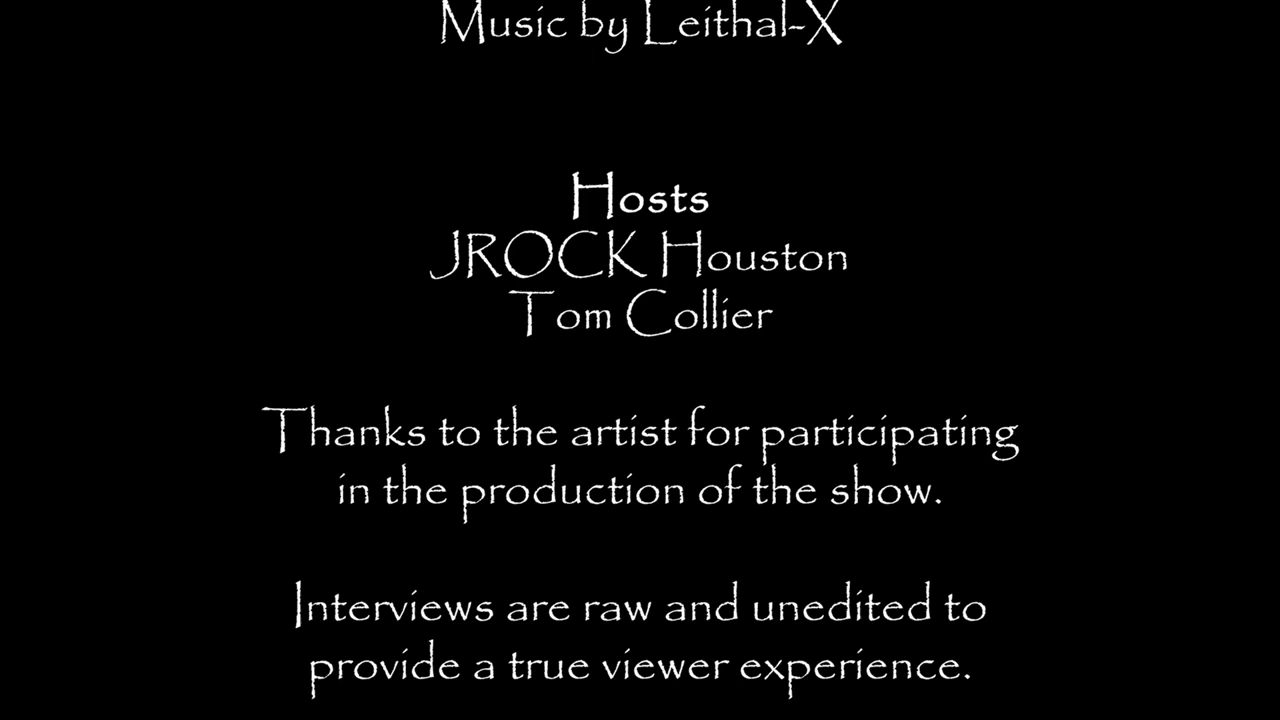 Music by Leithal-X
Hosts
JROCK Houston
Tom Collier
Thanks to the artist for participating
in the production of the show.
Interviews are raw and unedited to
provide a true viewer experience.